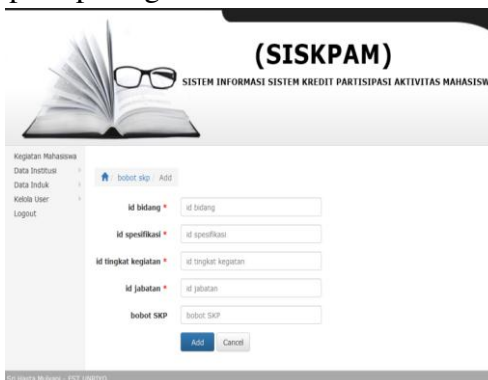 (SISKPAM)
SISTEM INFORMASI SISTEM KREDIT PARTISIPASI AKTIVITAS MAHASISW
Kegiatan Mahasiswa
Data Institusi
Data Induk
Kelola User
Logout
bobot skp / Add
id bidang *
id bidang
id spesifikasi *
id spesifikasi
id tingkat kegiatan *
id tingkat kegiatan
id jabatan *
id jabatan
bobot SKP
bobot SKP
Add
Cancel